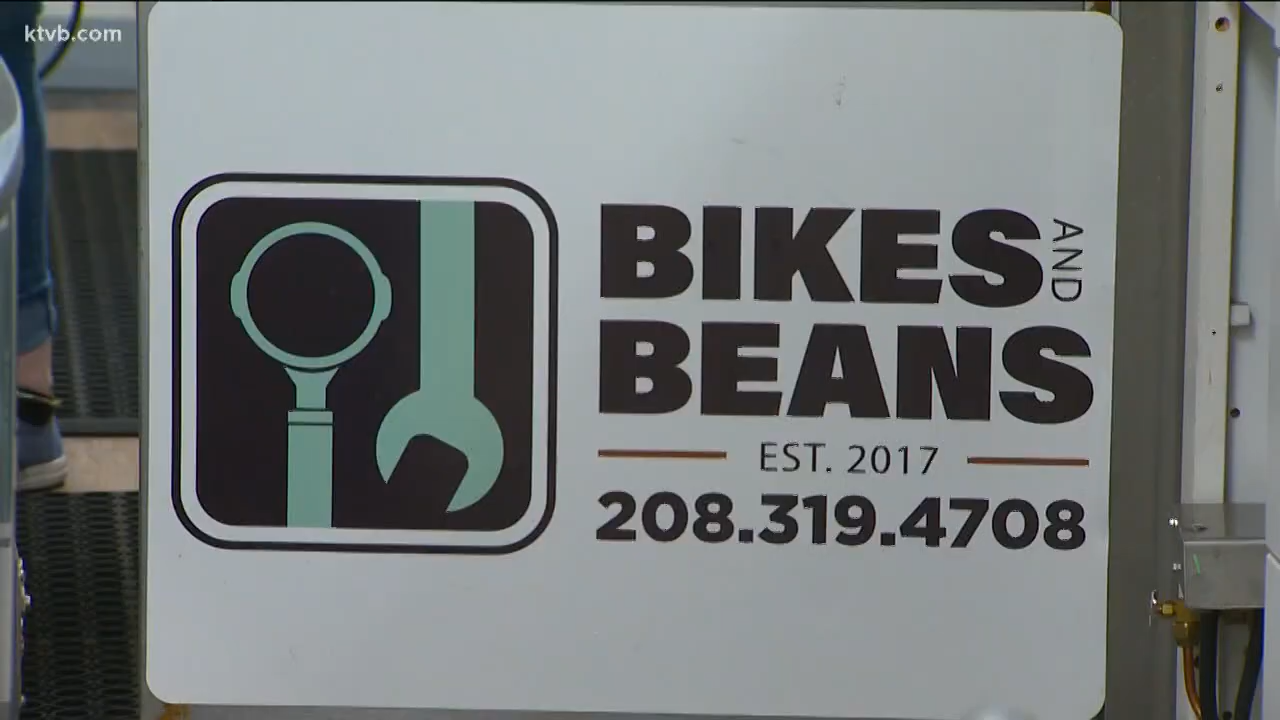 ktvb.com
BIKES AND
BEANS
EST. 2017
208.319.4708